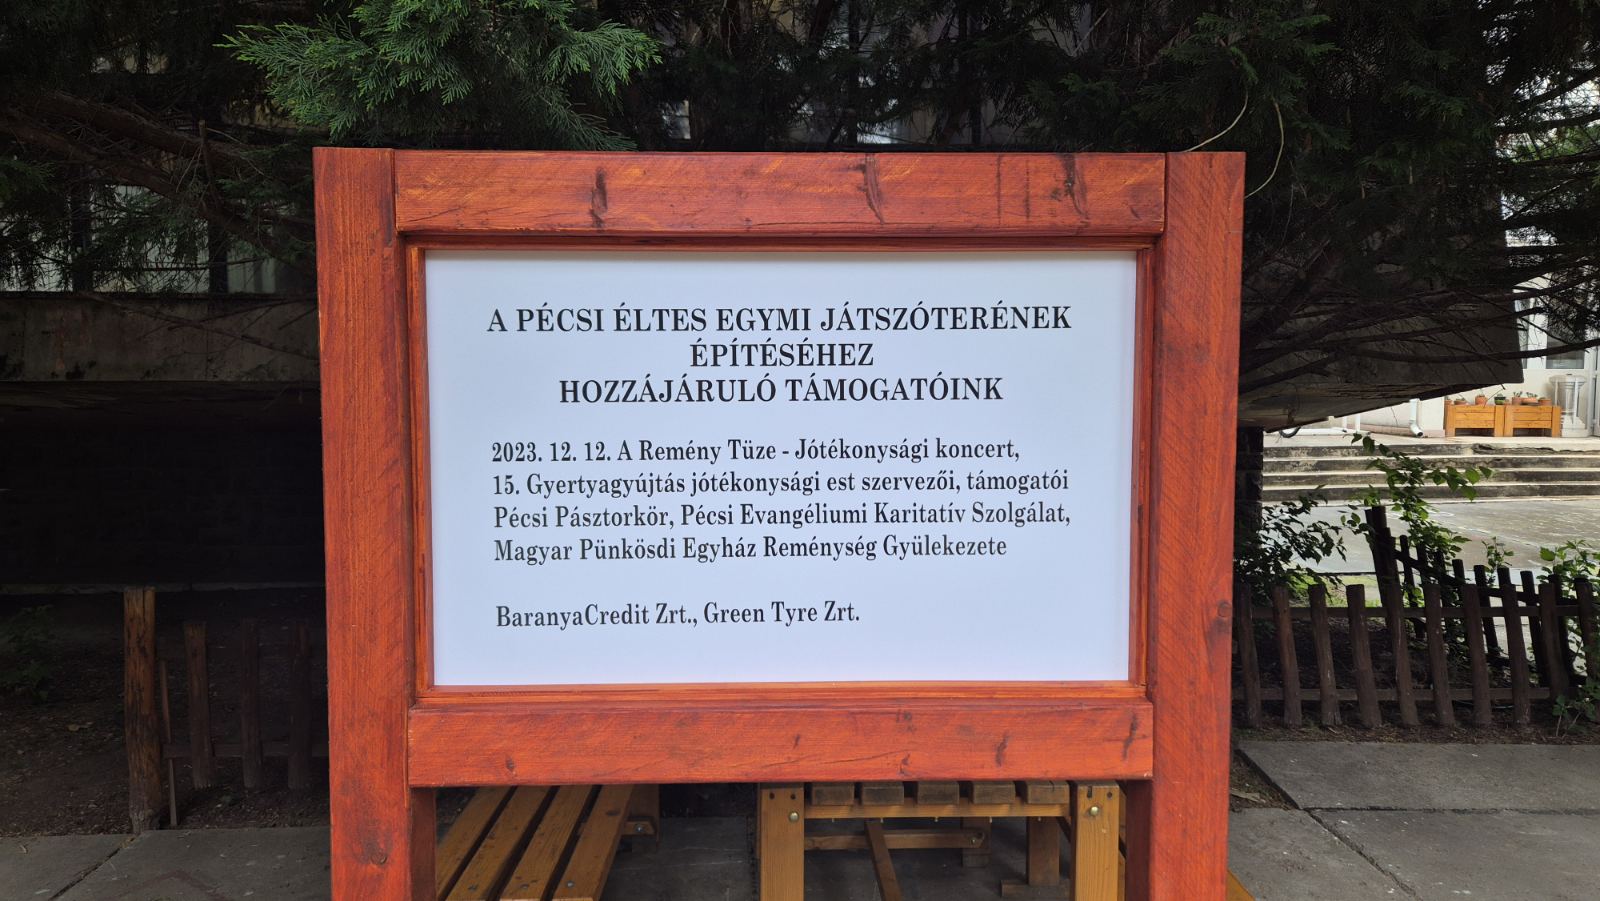 A PÉCSI ÉLTES EGYMI JÁTSZÓTERÉNEK
ÉPÍTÉSÉHEZ
HOZZÁJÁRULÓ TÁMOGATÓINK
2023. 12. 12. A Remény Tüze - Jótékonysági koncert,
15. Gyertyagyújtás jótékonysági est szervezői, támogatói
Pécsi Pásztorkör, Pécsi Evangéliumi Karitatív Szolgálat,
Magyar Pünkösdi Egyház Reménység Gyülekezete
BaranyaCredit Zrt., Green Tyre Zrt.